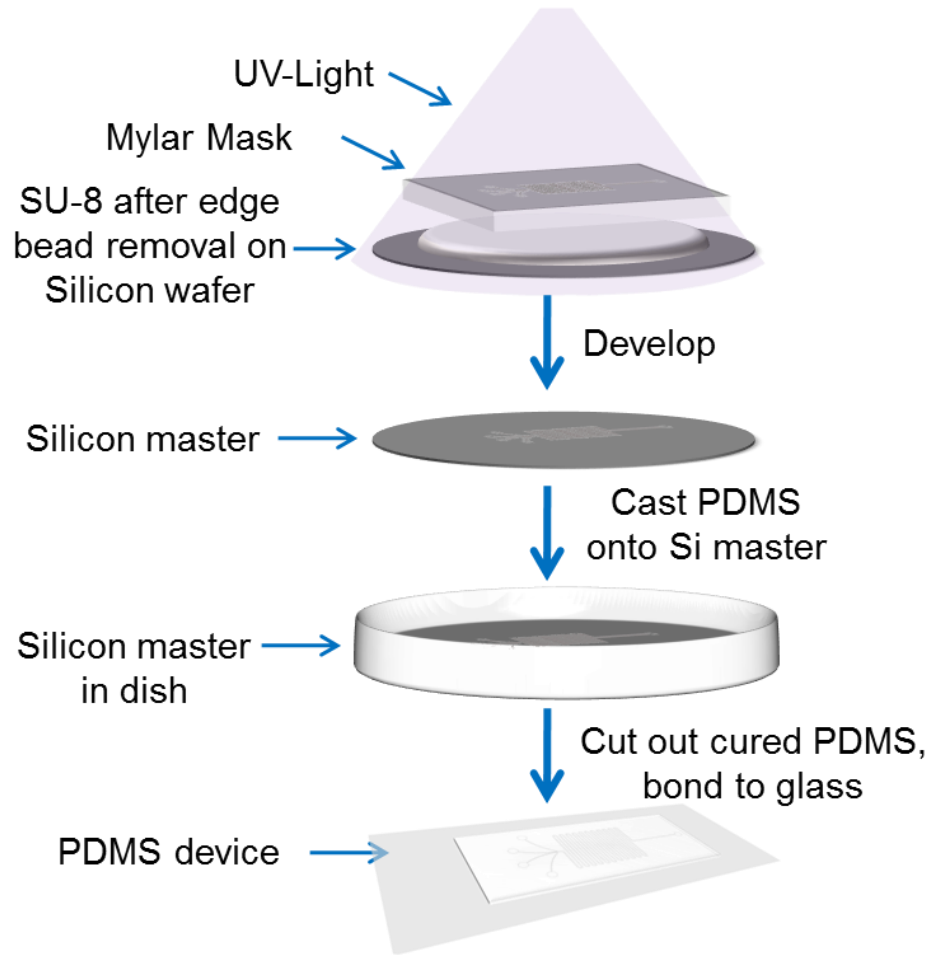 UV-Light
Mylar Mask
SU-8 after edge
bead removal on
Silicon wafer
Develop
Silicon master
Cast PDMS
onto Si master
Silicon master
in dish
Cut out cured PDMS,
bond to glass
PDMS device